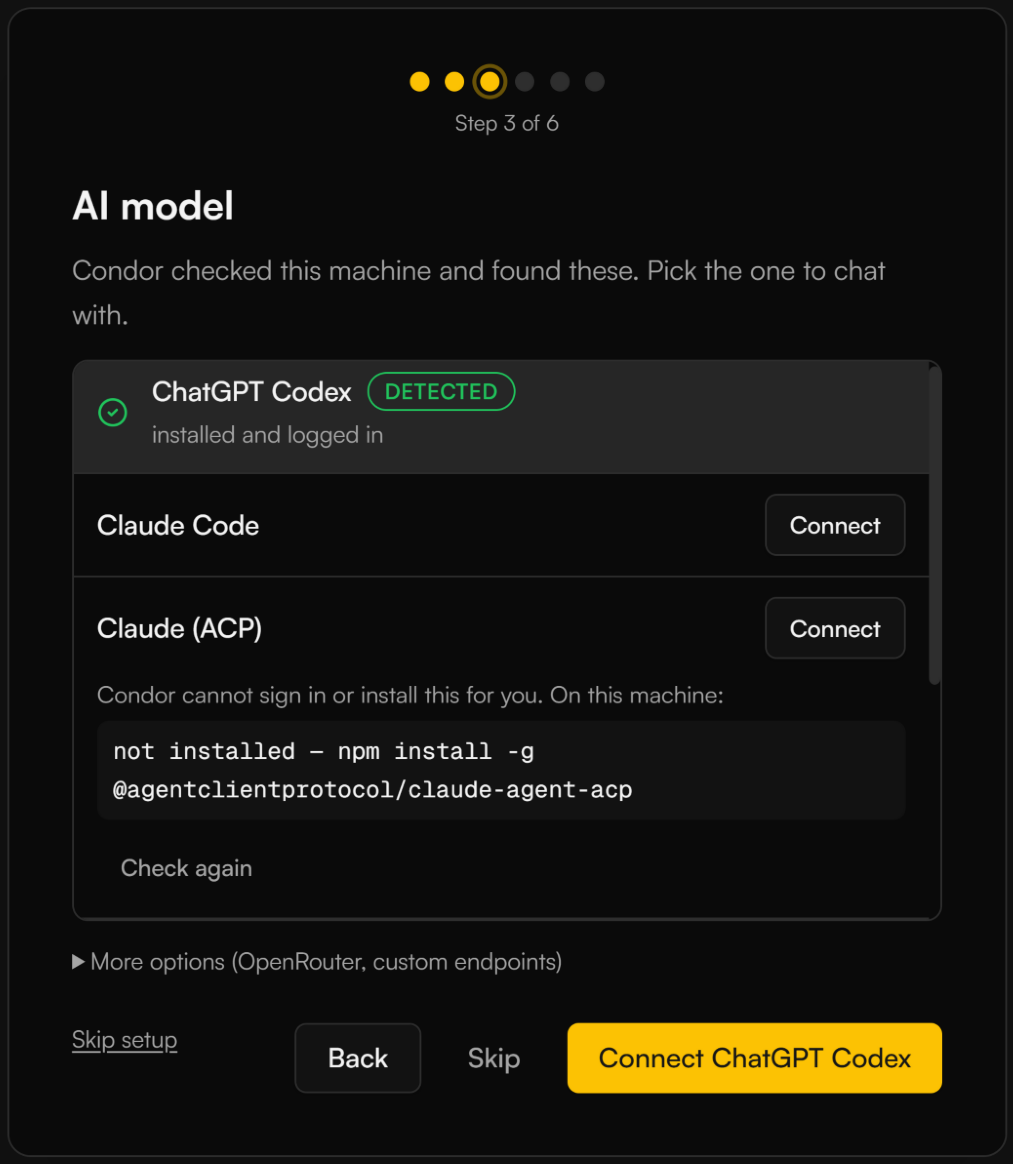 Step 3 of 6
AI model
Condor checked this machine and found these. Pick the one to chat
with.
ChatGPT Codex DETECTED
installed and logged in
Claude Code Connect
Claude (ACP) Connect
Condor cannot sign in or install this for you. On this machine:
not installed — npm install -g
@agentclientprotocol/claude-agent-acp
Check again
More options (OpenRouter, custom endpoints)
Skip setup Back Skip Connect ChatGPT Codex